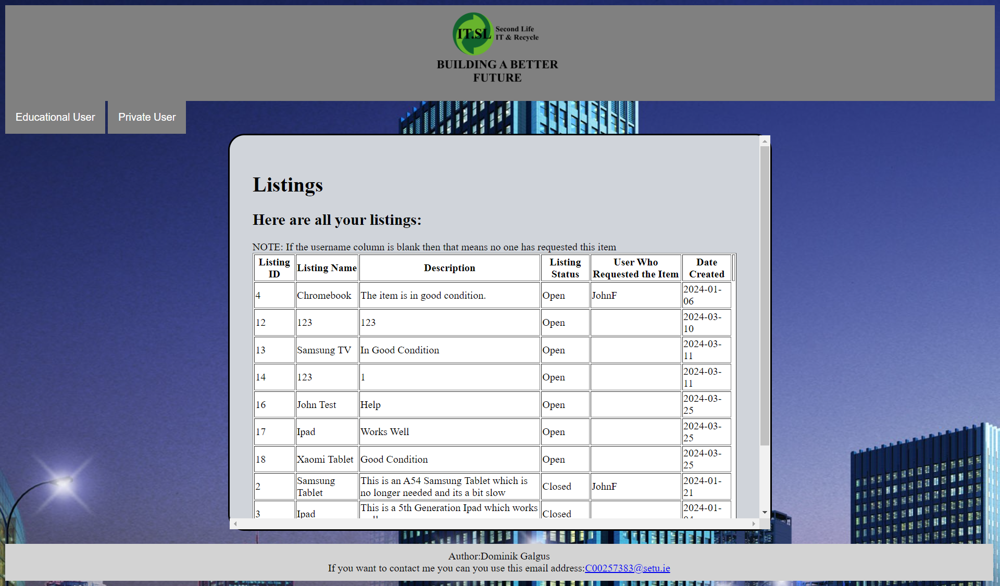 IT.SL
Second Life
IT & Recycle
BUILDING A BETTER
FUTURE
Educational User
Private User
Listings
Here are all your listings:
NOTE: If the username column is blank then that means no one has requested this item
Listing ID Listing Name Description Listing Status User Who Requested the Item Date Created
4 Chromebook The item is in good condition. Open JohnF 2024-01-06
12 123 123 Open 2024-03-10
13 Samsung TV In Good Condition Open 2024-03-11
14 123 1 Open 2024-03-11
16 John Test Help Open 2024-03-25
17 Ipad Works Well Open 2024-03-25
18 Xaomi Tablet Good Condition Open 2024-03-25
2 Samsung Tablet This is an A54 Samsung Tablet which is no longer needed and its a bit slow Closed JohnF 2024-01-21
3 Ipad This is a 5th Generation Ipad which works Closed 2024-01-
Author:Dominik Galgus
If you want to contact me you can you use this email address:C00257383@setu.ie